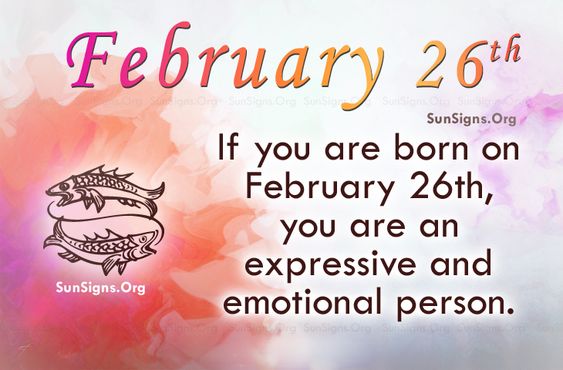 February 26th
SunSigns.Org
If you are born on
February 26th,
you are an
expressive and
emotional person.
SunSigns.Org